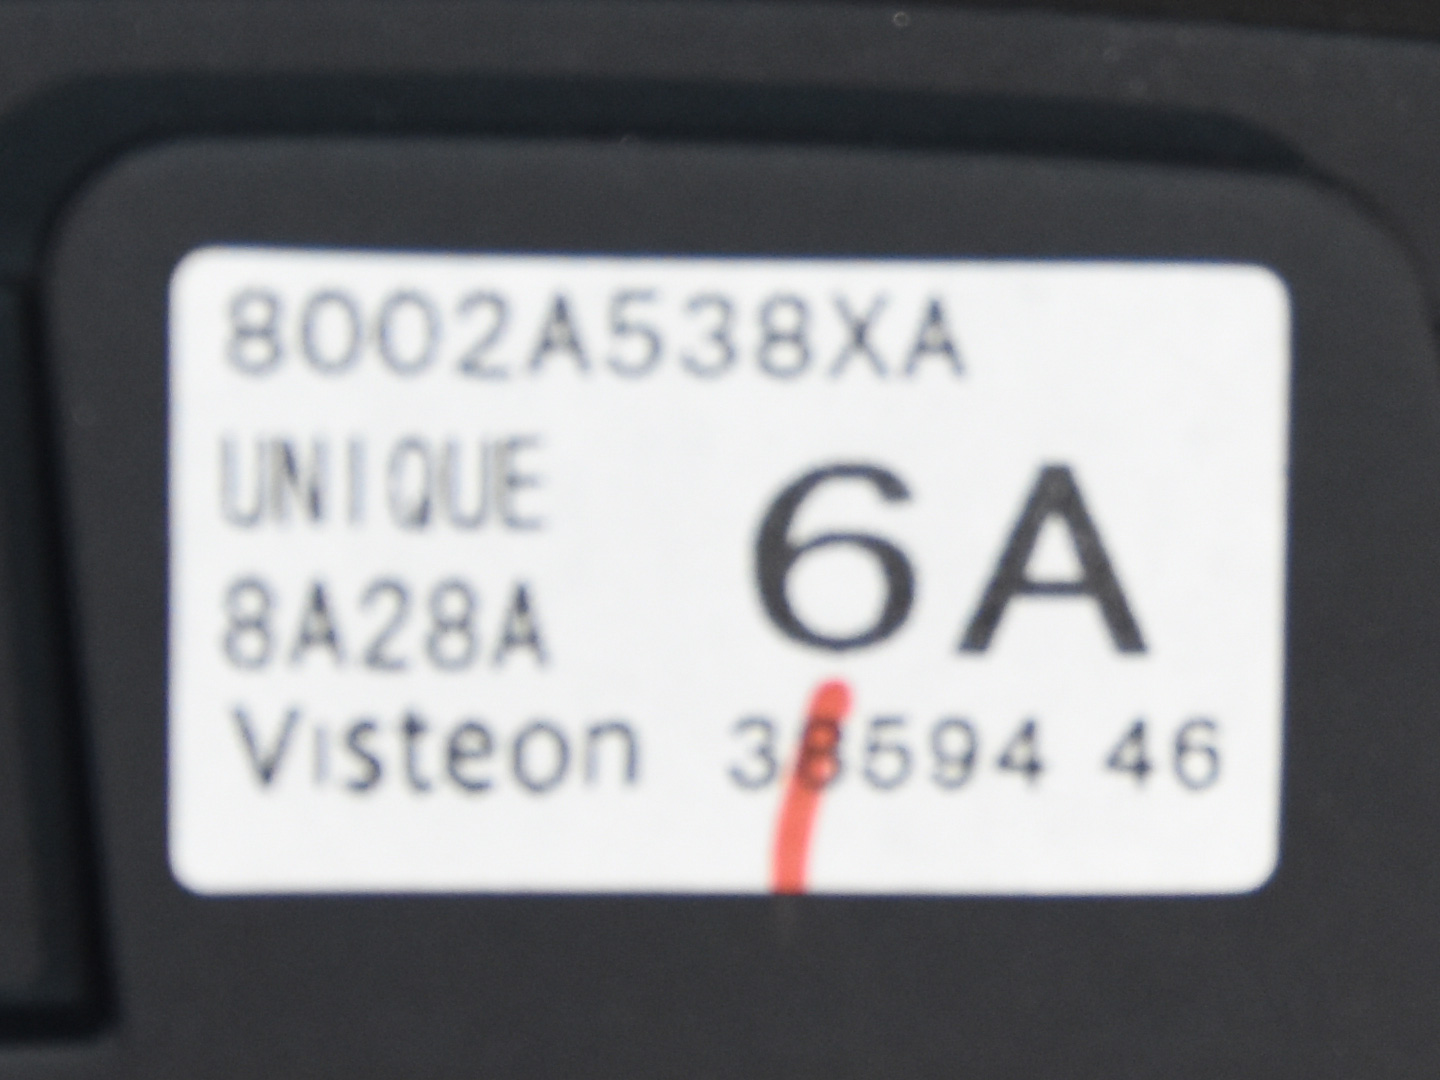 8002A538XA
UNIQUE
6A
8A28A
Visteon 38594 46